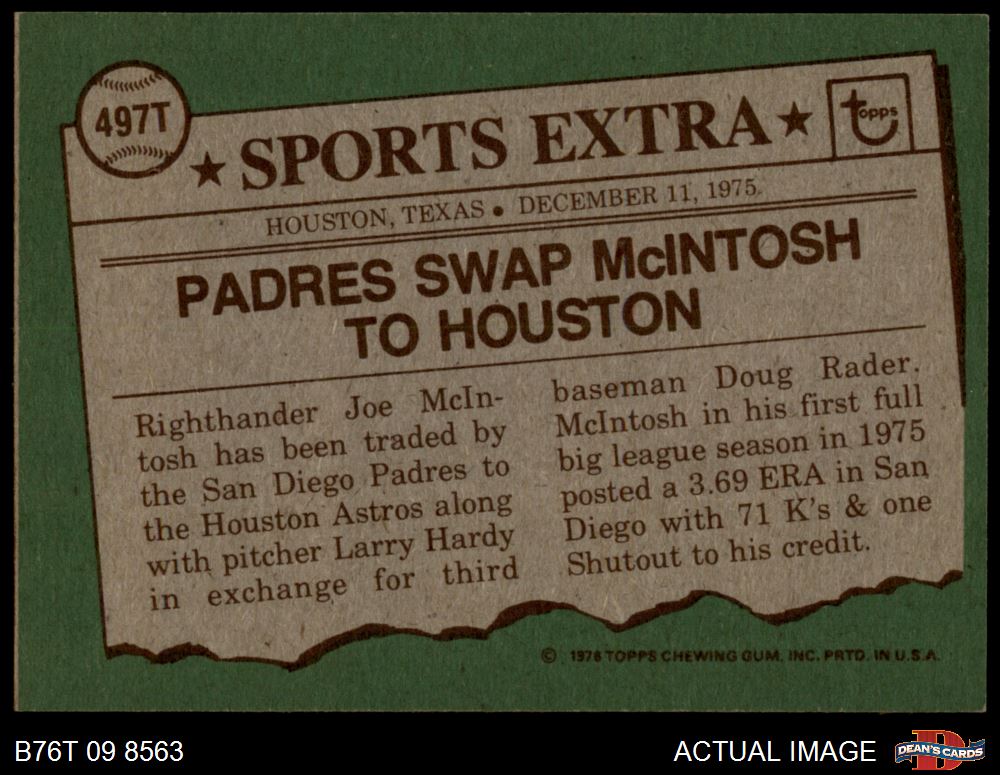 497T
★ SPORTS EXTRA ★
Topps
HOUSTON, TEXAS • DECEMBER 11, 1975
PADRES SWAP McINTOSH
TO HOUSTON
Righthander Joe McIn-
tosh has been traded by
the San Diego Padres to
the Houston Astros along
with pitcher Larry Hardy
in exchange for third
baseman Doug Rader.
McIntosh in his first full
big league season in 1975
posted a 3.69 ERA in San
Diego with 71 K's & one
Shutout to his credit.
© 1976 TOPPS CHEWING GUM, INC. PRTD. IN U.S.A.
B76T 09 8563
ACTUAL IMAGE
DEAN'S CARDS